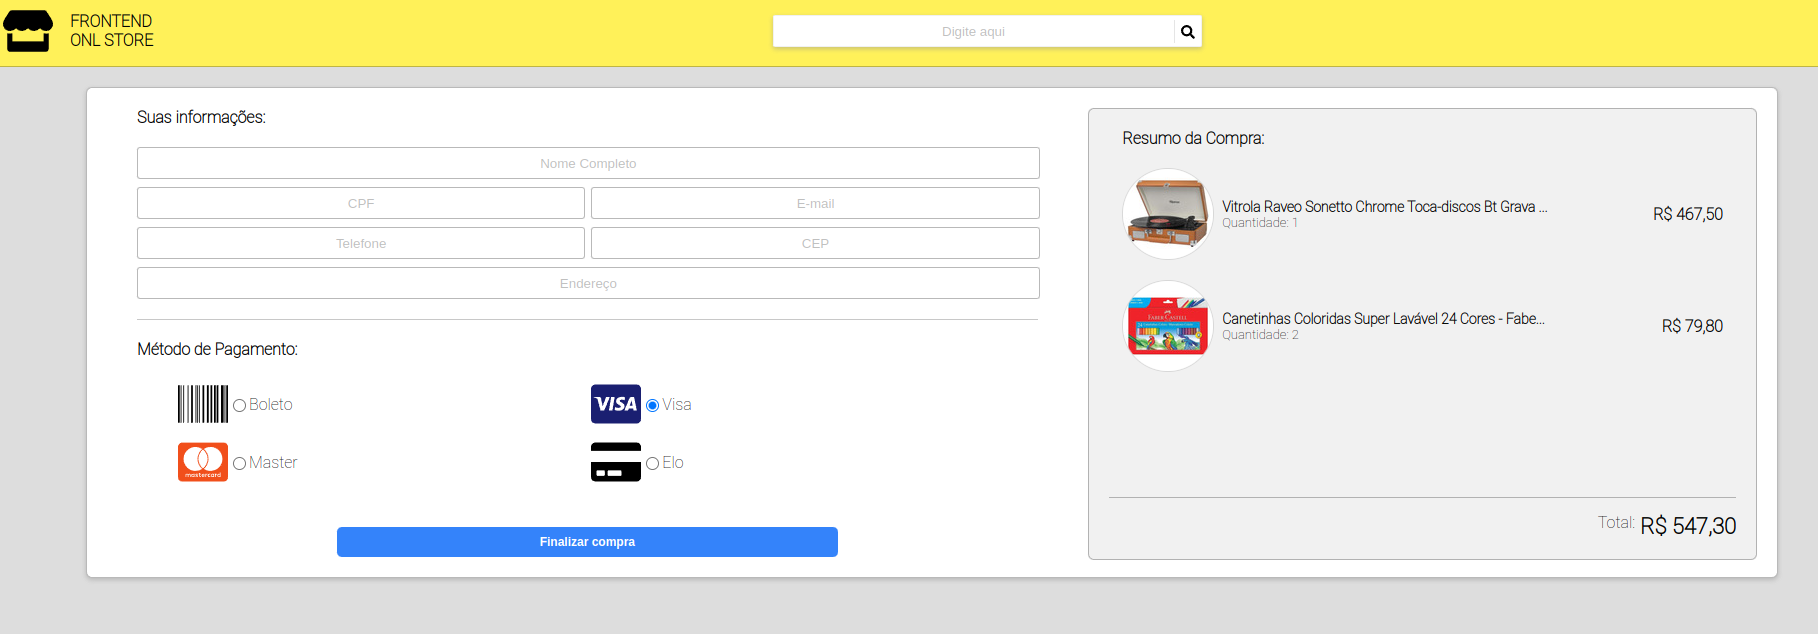 FRONTEND
ONL STORE
Digite aqui
Suas informações:
Nome Completo
CPF
E-mail
Telefone
CEP
Endereço
Método de Pagamento:
Boleto
VISA
Visa
mastercard
Master
Elo
Finalizar compra
Resumo da Compra:
Vitrola Raveo Sonetto Chrome Toca-discos Bt Grava ...
Quantidade: 1
R$ 467,50
FABER-CASTELL
Canetinhas Coloridas Super Lavável 24 Cores - Fabe...
Quantidade: 2
R$ 79,80
Total: R$ 547,30